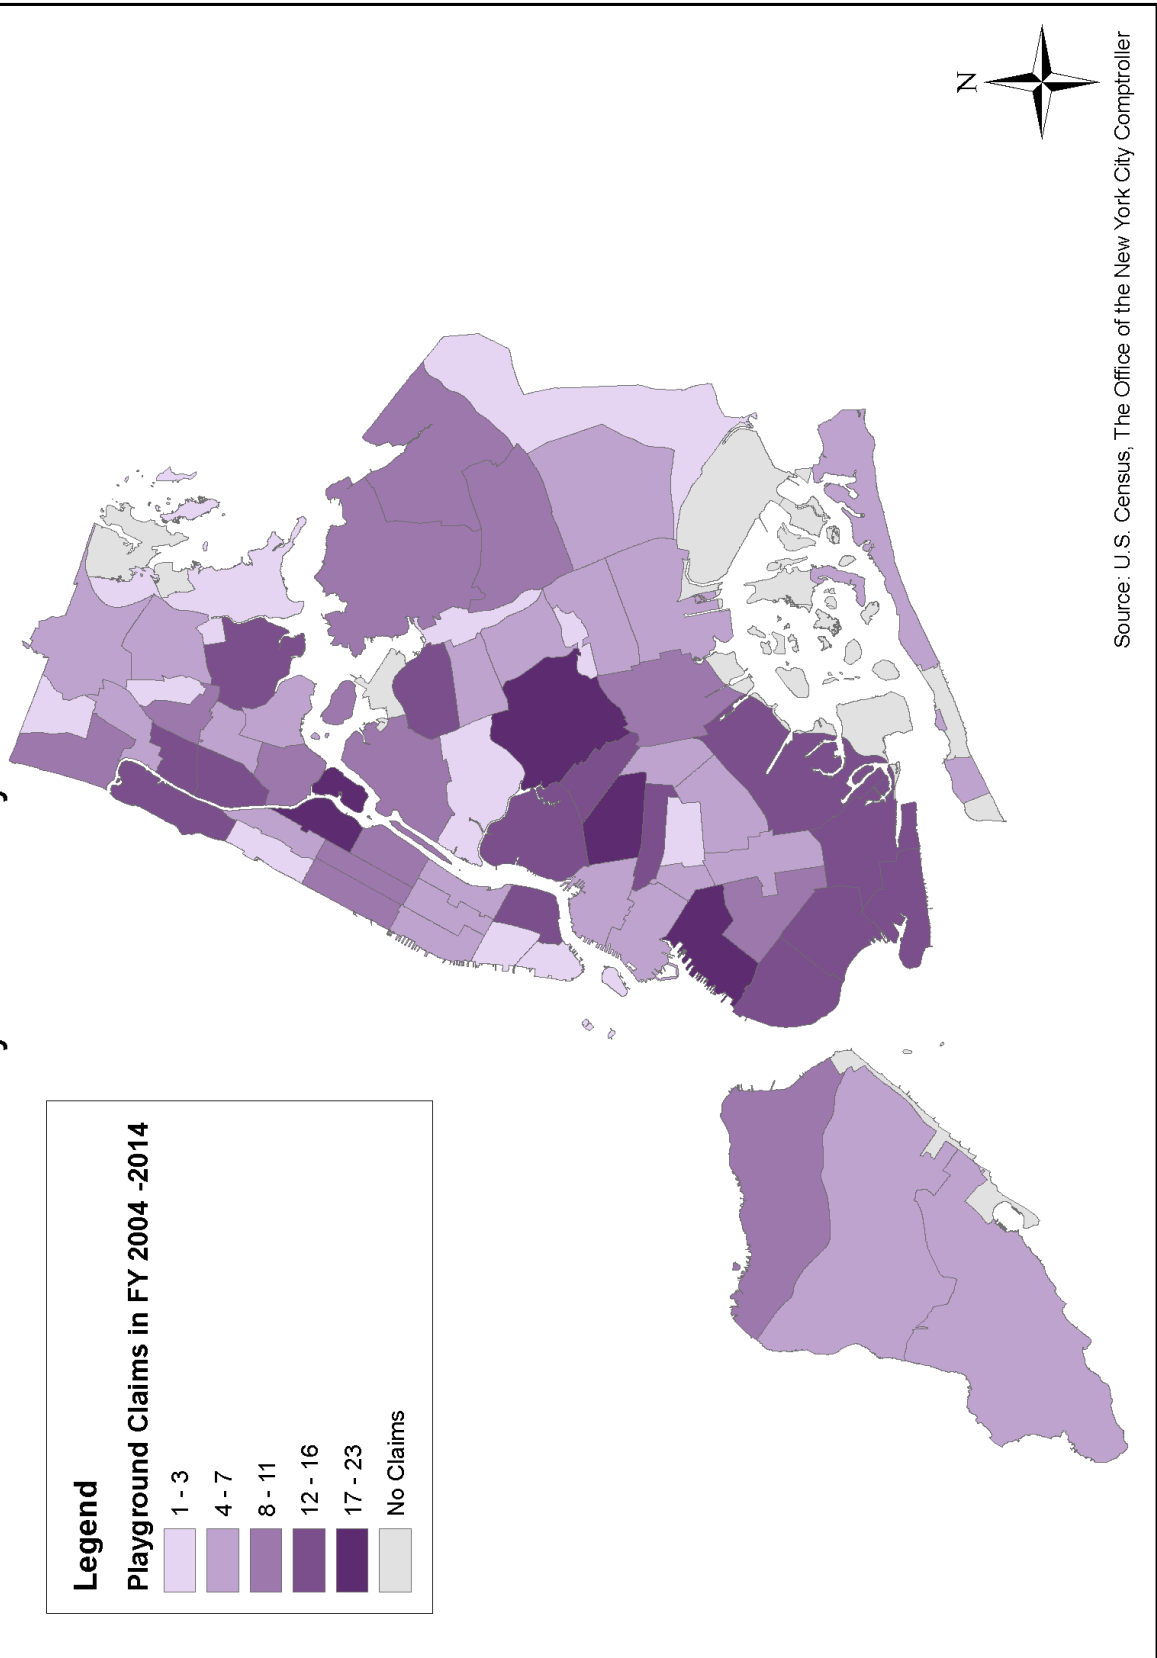 Legend
Playground Claims in FY 2004 -2014
1 - 3
4 - 7
8 - 11
12 - 16
17 - 23
No Claims
N
Source: U.S. Census, The Office of the New York City Comptroller